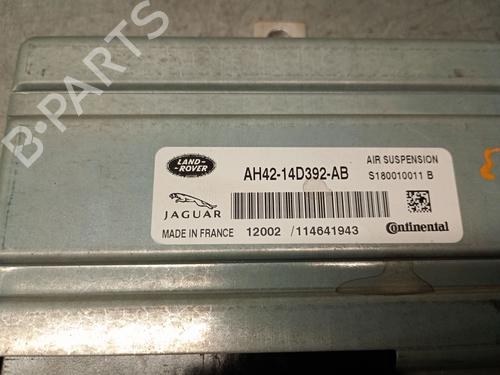 B-PARTS
LAND-
ROVER
AH42-14D392-AB
AIR SUSPENSION
S180010011 B
JAGUAR
MADE IN FRANCE 12002 /114641943
Continental